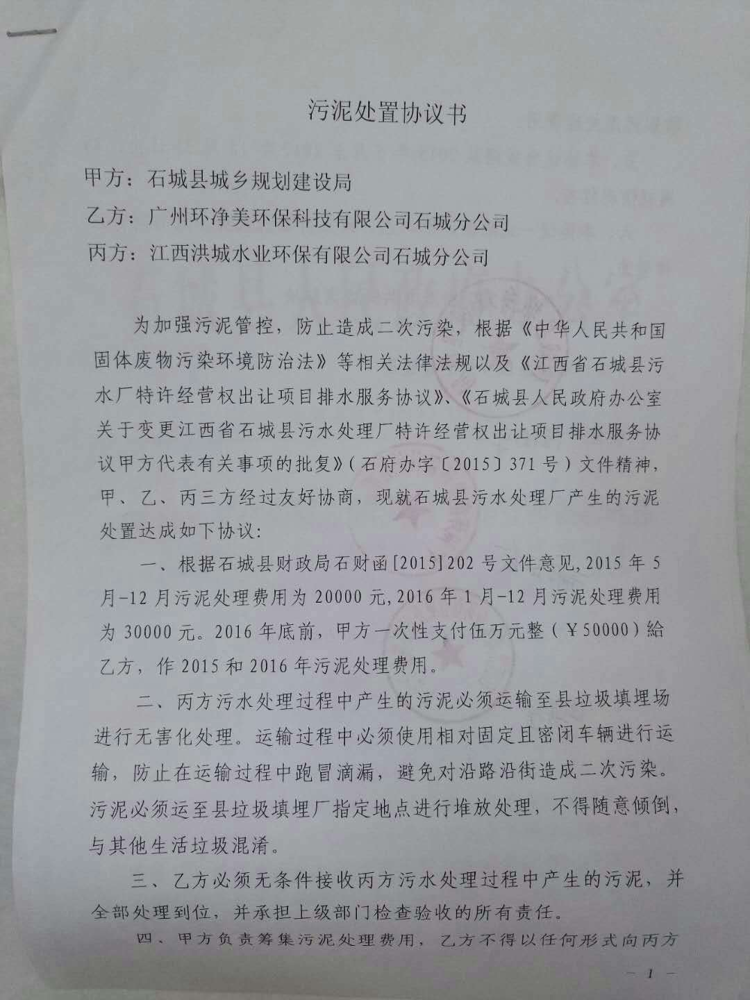 污泥处置协议书
甲方：石城县城乡规划建设局
乙方：广州环净美环保科技有限公司石城分公司
丙方：江西洪城水业环保有限公司石城分公司
为加强污泥管控，防止造成二次污染，根据《中华人民共和国
固体废物污染环境防治法》等相关法律法规以及《江西省石城县污
水厂特许经营权出让项目排水服务协议》、《石城县人民政府办公室
关于变更江西省石城县污水处理厂特许经营权出让项目排水服务协
议甲方代表有关事项的批复》（石府办字〔2015〕371号）文件精神，
甲、乙、丙三方经过友好协商，现就石城县污水处理厂产生的污泥
处置达成如下协议：
一、根据石城县财政局石财函[2015]202号文件意见,2015年5
月-12月污泥处理费用为20000元,2016年1月-12月污泥处理费用
为30000元。2016年底前，甲方一次性支付伍万元整（￥50000）給
乙方，作2015和2016年污泥处理费用。
二、丙方污水处理过程中产生的污泥必须运输至县垃圾填埋场
进行无害化处理。运输过程中必须使用相对固定且密闭车辆进行运
输，防止在运输过程中跑冒滴漏，避免对沿路沿街造成二次污染。
污泥必须运至县垃圾填埋厂指定地点进行堆放处理，不得随意倾倒，
与其他生活垃圾混淆。
三、乙方必须无条件接收丙方污水处理过程中产生的污泥，并
全部处理到位，并承担上级部门检查验收的所有责任。
四、甲方负责筹集污泥处理费用，乙方不得以任何形式向丙方
— 1 —